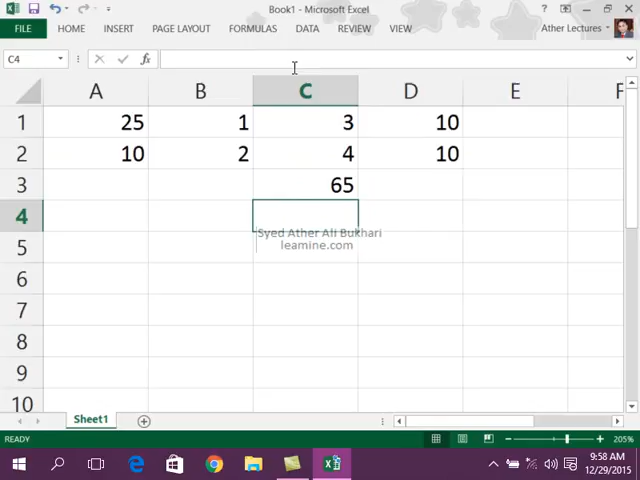 Book1 - Microsoft Excel
?
FILE HOME INSERT PAGE LAYOUT FORMULAS DATA REVIEW VIEW Ather Lectures
C4 fx
A B C D E F
1 25 1 3 10
2 10 2 4 10
3 65
4
Syed Ather Ali Bukhari
5 leamine.com
6
7
8
9
10
Sheet1
READY 205%
9:58 AM
12/29/2015